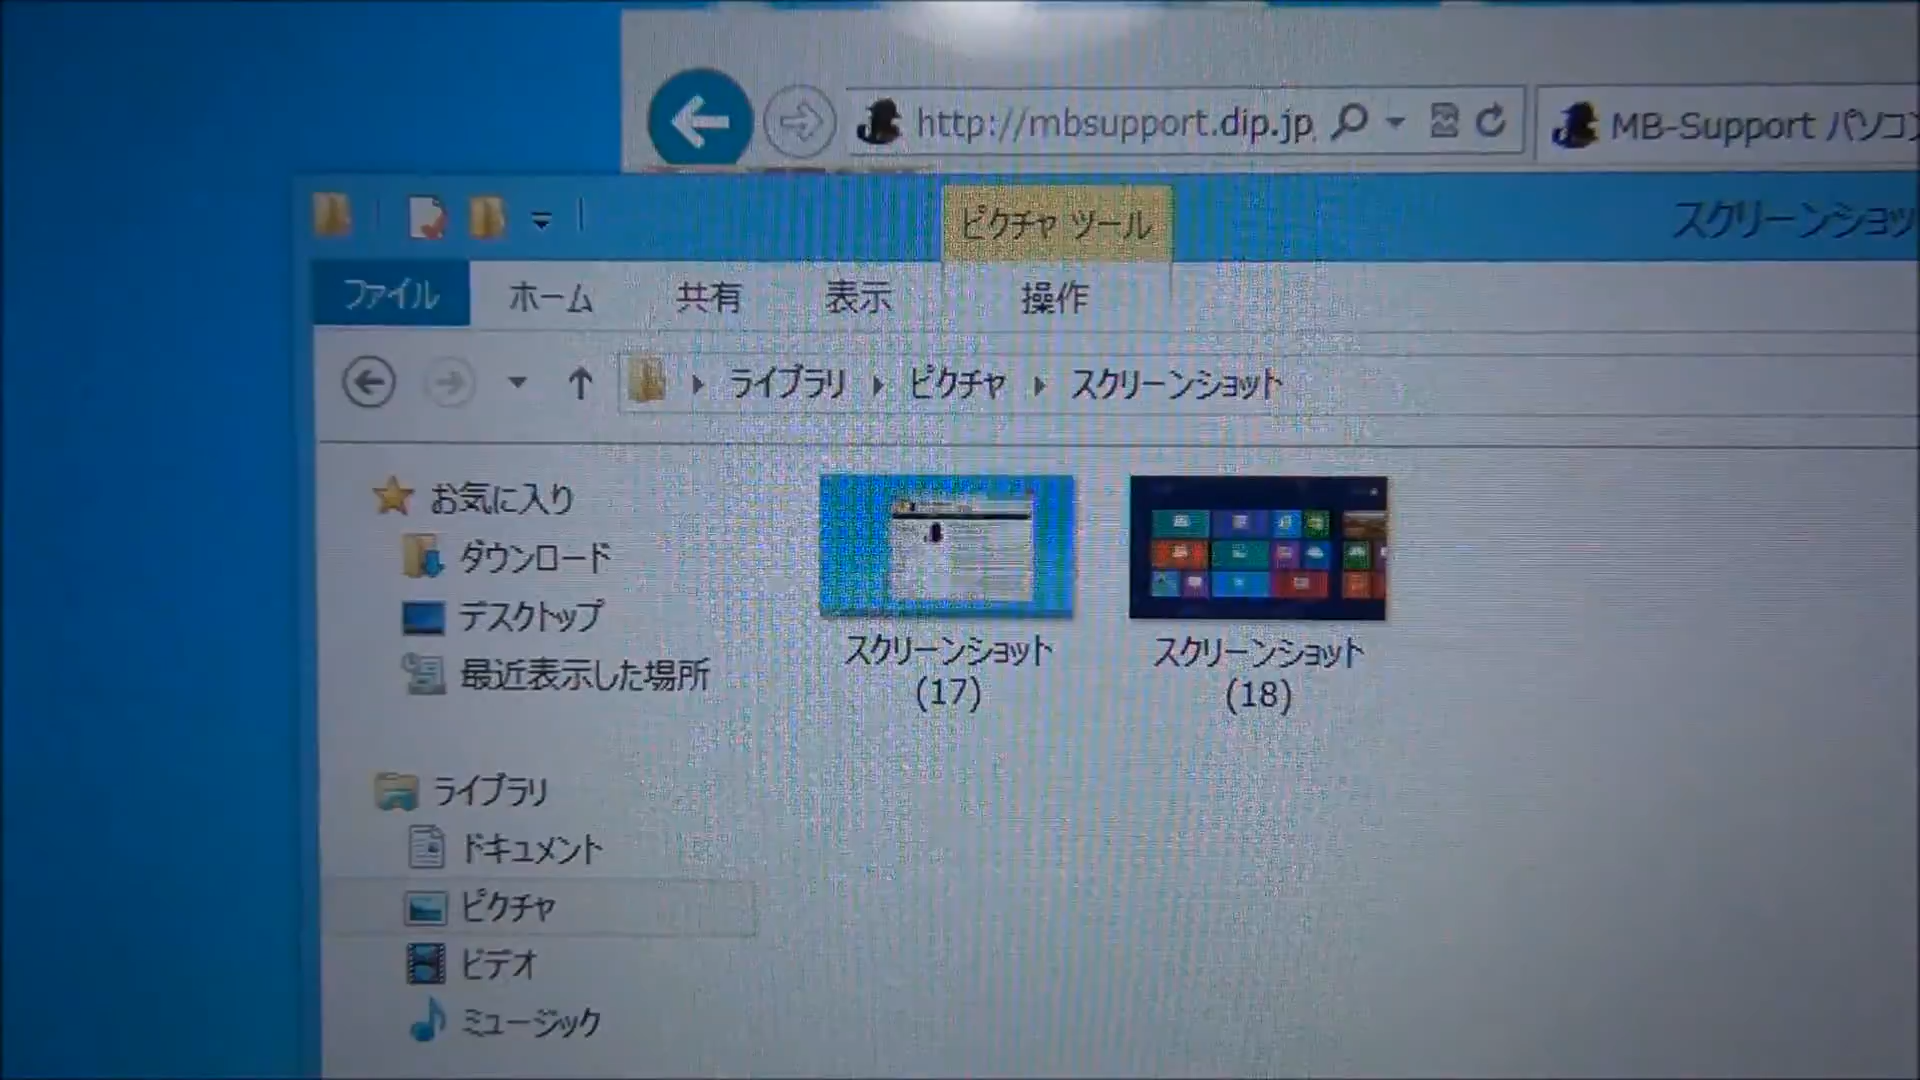 http://mbsupport.dip.jp
MB-Support パソコン
ピクチャ ツール
スクリーンショッ
ファイル
ホーム
共有
表示
操作
ライブラリ
ピクチャ
スクリーンショット
お気に入り
ダウンロード
デスクトップ
最近表示した場所
スクリーンショット
(17)
スクリーンショット
(18)
ライブラリ
ドキュメント
ピクチャ
ビデオ
ミュージック